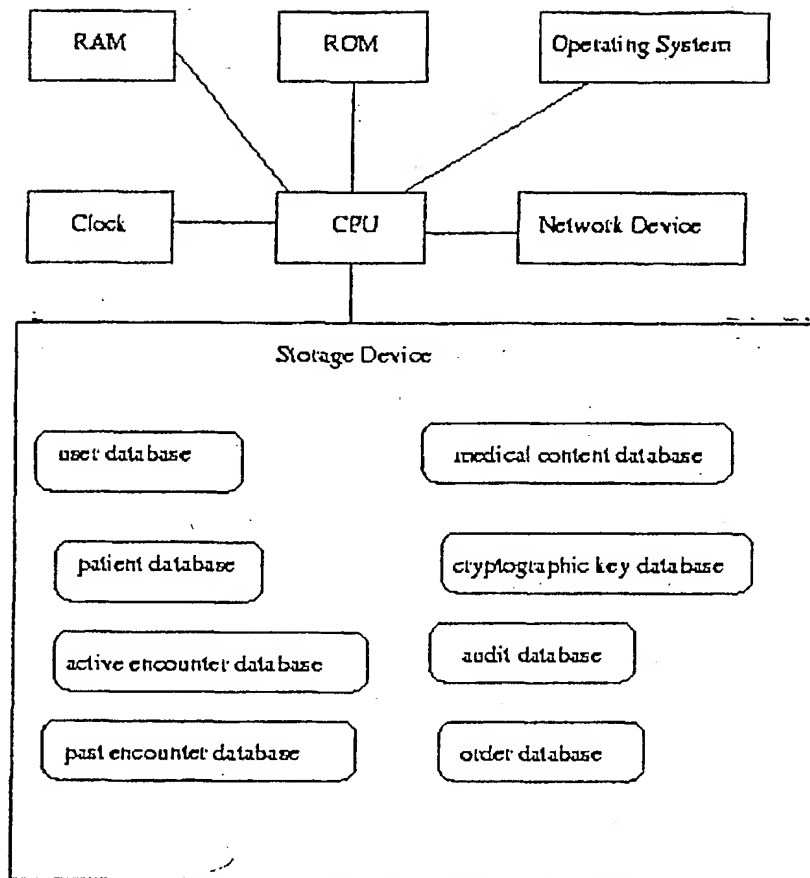 RAM
ROM
Operating System
Clock
CPU
Network Device
Storage Device
user database
medical content database
patient database
cryptographic key database
active encounter database
audit database
past encounter database
order database